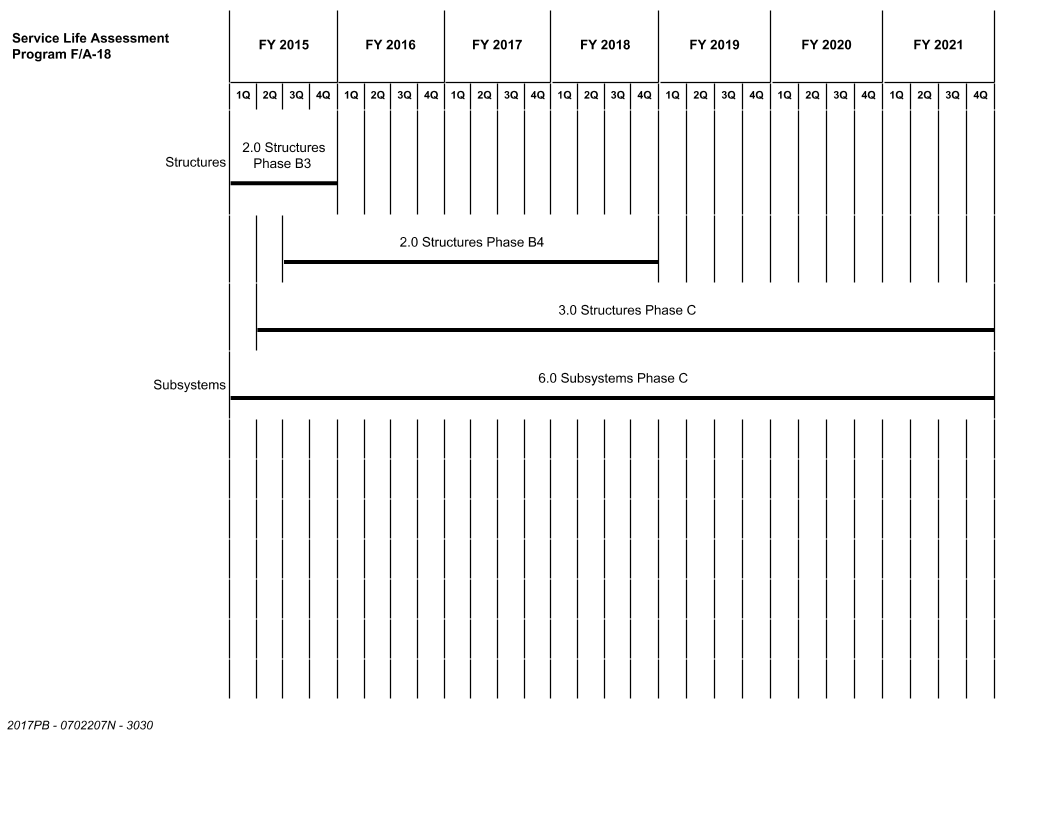 Service Life Assessment
Program F/A-18
FY 2015 FY 2016 FY 2017 FY 2018 FY 2019 FY 2020 FY 2021
1Q 2Q 3Q 4Q 1Q 2Q 3Q 4Q 1Q 2Q 3Q 4Q 1Q 2Q 3Q 4Q 1Q 2Q 3Q 4Q 1Q 2Q 3Q 4Q 1Q 2Q 3Q 4Q
Structures
2.0 Structures
Phase B3
2.0 Structures Phase B4
3.0 Structures Phase C
Subsystems
6.0 Subsystems Phase C
2017PB - 0702207N - 3030